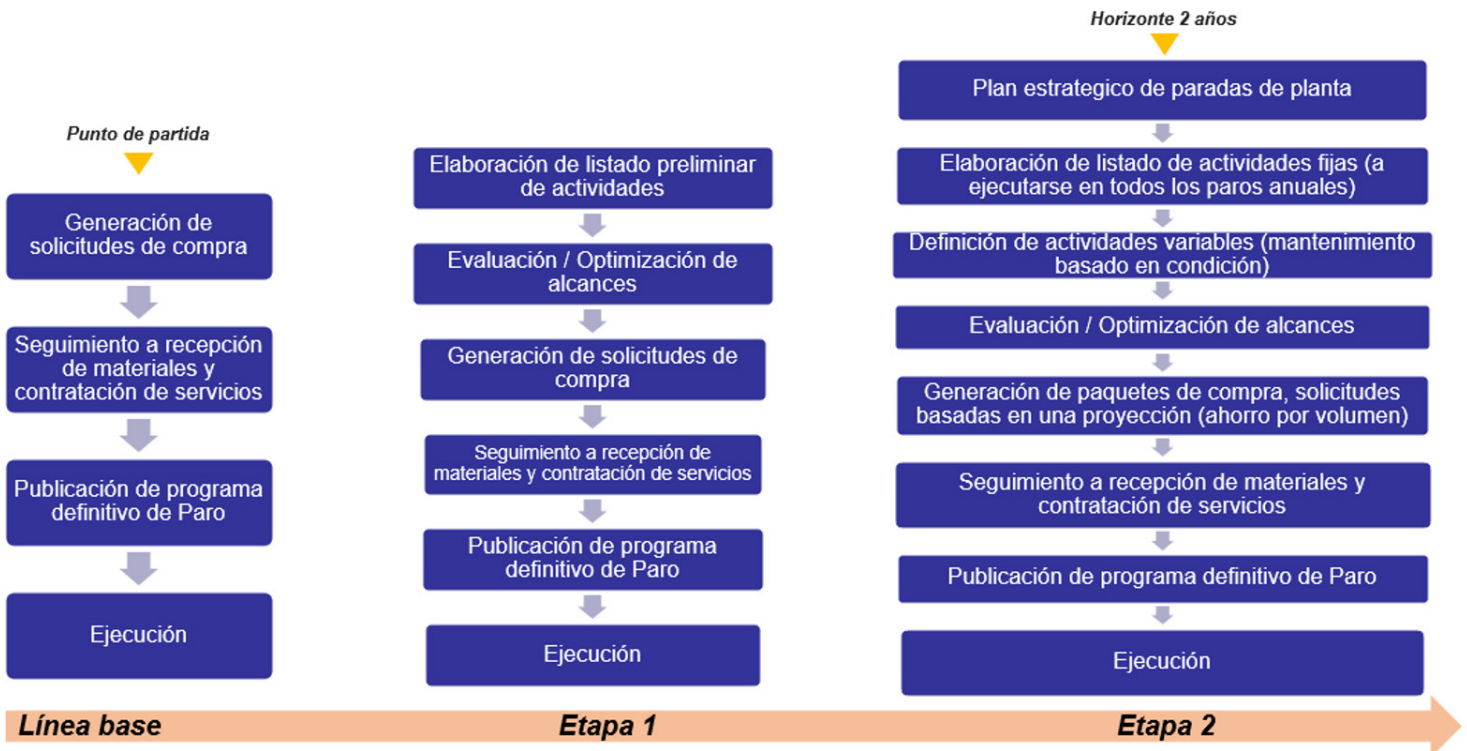 Punto de partida
Generación de
solicitudes de compra
Seguimiento a recepción
de materiales y
contratación de servicios
Publicación de programa
definitivo de Paro
Ejecución
Línea base
Elaboración de listado preliminar
de actividades
Evaluación / Optimización de
alcances
Generación de solicitudes de
compra
Seguimiento a recepción de
materiales y contratación de servicios
Publicación de programa
definitivo de Paro
Ejecución
Etapa 1
Horizonte 2 años
Plan estrategico de paradas de planta
Elaboración de listado de actividades fijas (a
ejecutarse en todos los paros anuales)
Definición de actividades variables (mantenimiento
basado en condición)
Evaluación / Optimización de alcances
Generación de paquetes de compra, solicitudes
basadas en una proyección (ahorro por volumen)
Seguimiento a recepción de materiales y
contratación de servicios
Publicación de programa definitivo de Paro
Ejecución
Etapa 2